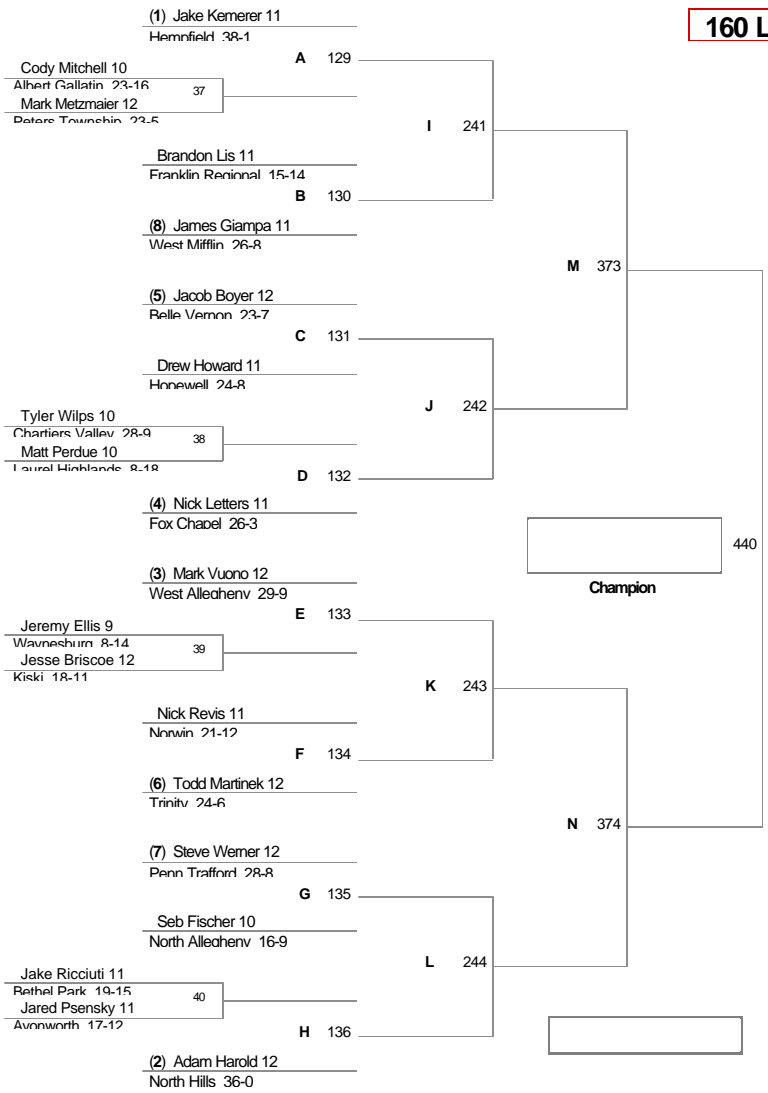 (1) Jake Kemerer 11
160 L
Hempfield 38-1
A 129
Cody Mitchell 10
Albert Gallatin 23-16
37
Mark Metzmaier 12
Peters Township 23-5
I 241
Brandon Lis 11
Franklin Regional 15-14
B 130
(8) James Giampa 11
West Mifflin 26-8
M 373
(5) Jacob Boyer 12
Belle Vernon 23-7
C 131
Drew Howard 11
Hopewell 24-8
J 242
Tyler Wilps 10
Chartiers Valley 28-9
38
Matt Perdue 10
Laurel Highlands 8-18
D 132
(4) Nick Letters 11
Fox Chapel 26-3
440
Champion
(3) Mark Vuono 12
West Allegheny 29-9
E 133
Jeremy Ellis 9
Waynesburg 8-14
39
Jesse Briscoe 12
Kiski 18-11
K 243
Nick Revis 11
Norwin 21-12
F 134
(6) Todd Martinek 12
Trinity 24-6
N 374
(7) Steve Werner 12
Penn Trafford 28-8
G 135
Seb Fischer 10
North Allegheny 16-9
L 244
Jake Ricciuti 11
Bethel Park 19-15
40
Jared Psensky 11
Avonworth 17-12
H 136
(2) Adam Harold 12
North Hills 36-0